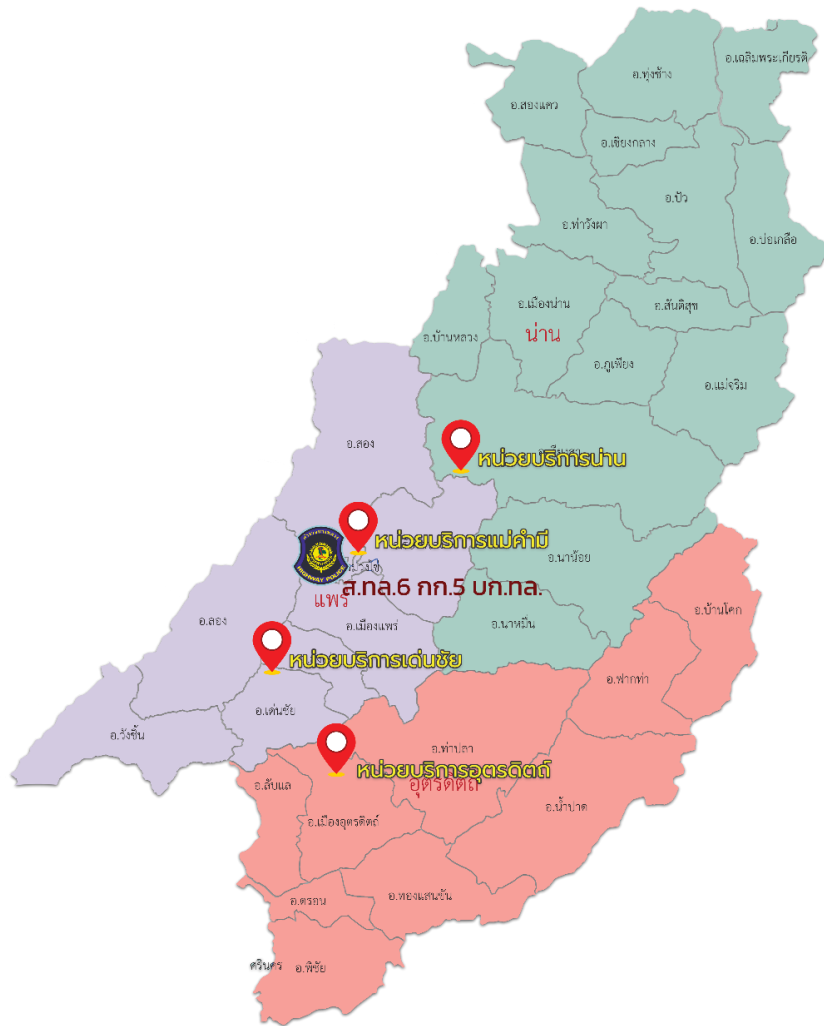 อ.เฉลิมพระเกียรติ
อ.ทุ่งช้าง
อ.สองแคว
อ.เชียงกลาง
อ.ปัว
อ.ท่าวังผา
อ.บ่อเกลือ
อ.เมืองน่าน
อ.สันติสุข
น่าน
อ.บ้านหลวง
อ.ภูเพียง
อ.แม่จริม
อ.สอง
หน่วยบริการน่าน
หน่วยบริการแม่คำมี
อ.นาน้อย
HIGHWAY POLICE
ส.ทล.6 กก.5 บก.ทล.
แพร่
อ.บ้านโคก
อ.ลอง
อ.เมืองแพร่
อ.นาหมื่น
หน่วยบริการเด่นชัย
อ.ฟากท่า
อ.เด่นชัย
อ.วังชิ้น
อ.ท่าปลา
หน่วยบริการอุตรดิตถ์
อ.ลับแล
อุตรดิตถ์
อ.น้ำปาด
อ.เมืองอุตรดิตถ์
อ.ตรอน
อ.ทองแสนขัน
ศรีนคร
อ.พิชัย